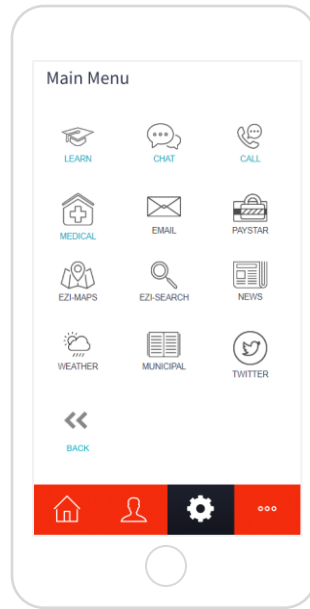 Main Menu
LEARN CHAT CALL
MEDICAL EMAIL PAYSTAR
EZI-MAPS EZI-SEARCH NEWS
WEATHER MUNICIPAL TWITTER
BACK